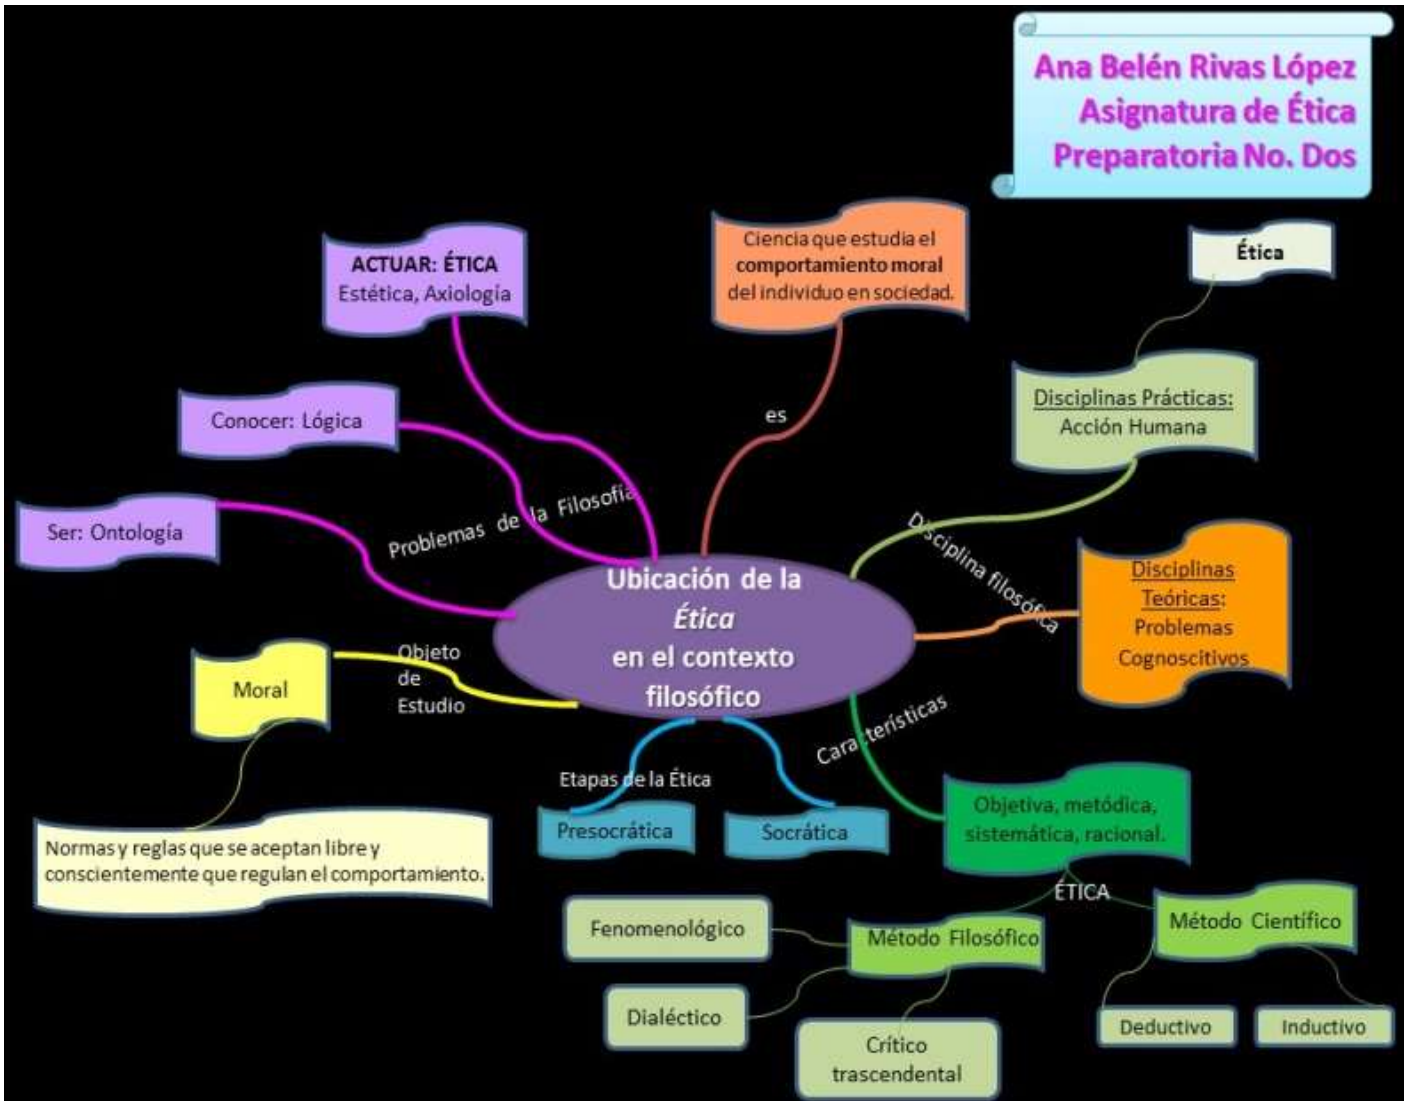 Ana Belén Rivas López
Asignatura de Ética
Preparatoria No. Dos
ACTUAR: ÉTICA
Estética, Axiología
Ciencia que estudia el
comportamiento moral
del individuo en sociedad.
Ética
Conocer: Lógica
es
Disciplinas Prácticas:
Acción Humana
Ser: Ontología
Problemas de la Filosofía
Disciplina filosófica
Disciplinas
Teóricas:
Problemas
Cognoscitivos
Ubicación de la
Ética
en el contexto
filosófico
Moral
Objeto
de
Estudio
Características
Etapas de la Ética
Presocrática
Socrática
Objetiva, metódica,
sistemática, racional.
Normas y reglas que se aceptan libre y
conscientemente que regulan el comportamiento.
ÉTICA
Fenomenológico
Método Filosófico
Método Científico
Dialéctico
Crítico
trascendental
Deductivo
Inductivo